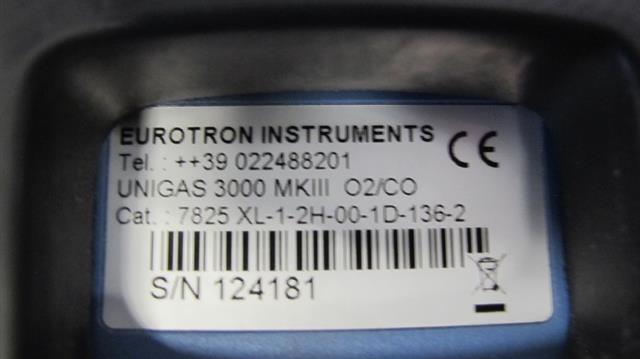 EUROTRON INSTRUMENTS
CE
Tel. : ++39 022488201
UNIGAS 3000 MKIII O2/CO
Cat. : 7825 XL-1-2H-00-1D-136-2
S/N 124181